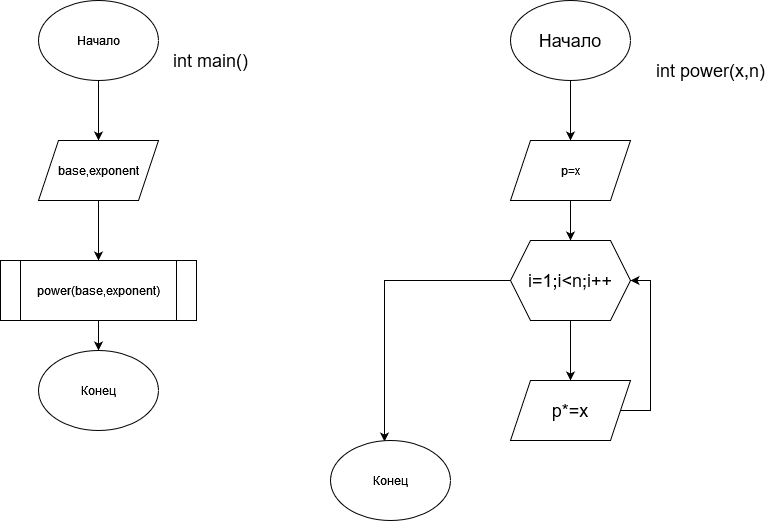 Начало
int main()
base,exponent
power(base,exponent)
Конец
Начало
int power(x,n)
p=x
i=1;i<n;i++
p*=x
Конец